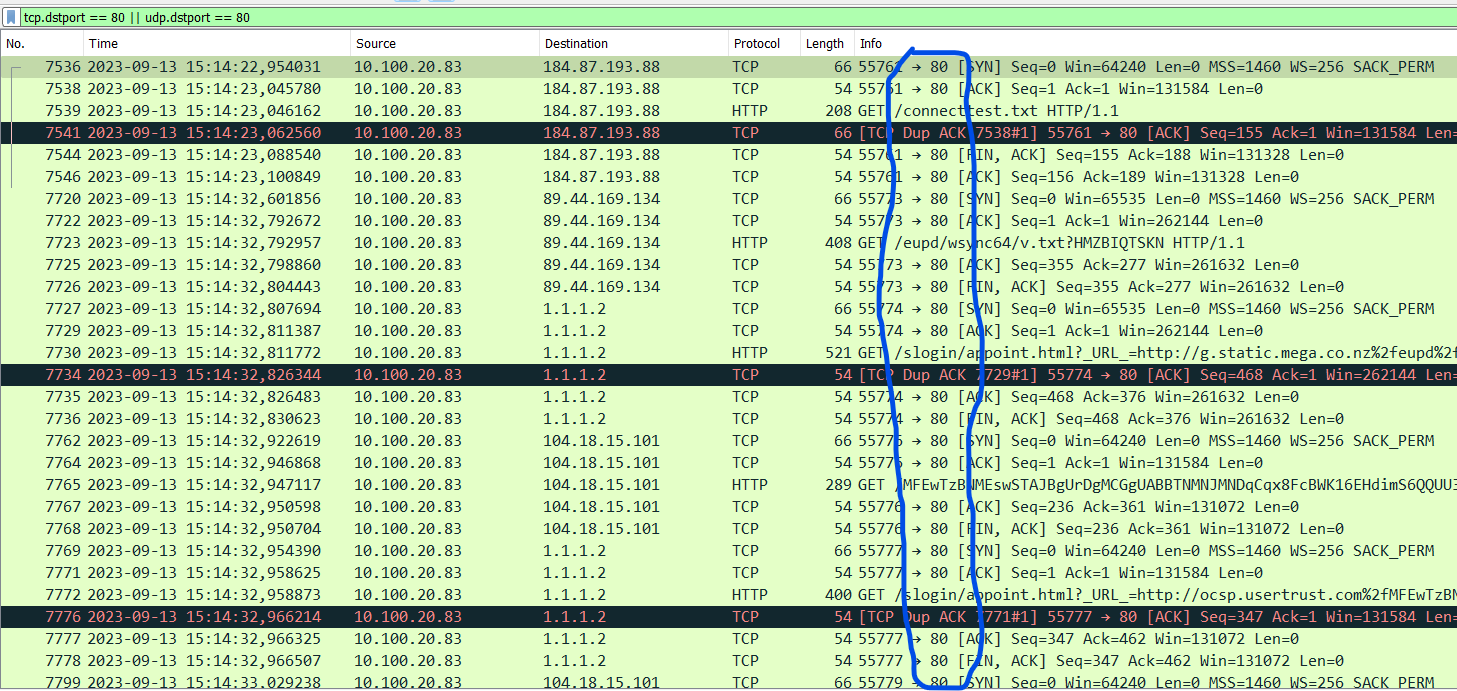 tcp.dstport == 80 || udp.dstport == 80
No. Time Source Destination Protocol Length Info
7536 2023-09-13 15:14:22,954031 10.100.20.83 184.87.193.88 TCP 66 55761 → 80 [SYN] Seq=0 Win=64240 Len=0 MSS=1460 WS=256 SACK_PERM
7538 2023-09-13 15:14:23,045780 10.100.20.83 184.87.193.88 TCP 54 55761 → 80 [ACK] Seq=1 Ack=1 Win=131584 Len=0
7539 2023-09-13 15:14:23,046162 10.100.20.83 184.87.193.88 HTTP 208 GET /connecttest.txt HTTP/1.1
7541 2023-09-13 15:14:23,062560 10.100.20.83 184.87.193.88 TCP 66 [TCP Dup ACK 7538#1] 55761 → 80 [ACK] Seq=155 Ack=1 Win=131584 Len=
7544 2023-09-13 15:14:23,088540 10.100.20.83 184.87.193.88 TCP 54 55761 → 80 [FIN, ACK] Seq=155 Ack=188 Win=131328 Len=0
7546 2023-09-13 15:14:23,100849 10.100.20.83 184.87.193.88 TCP 54 55761 → 80 [ACK] Seq=156 Ack=189 Win=131328 Len=0
7720 2023-09-13 15:14:32,601856 10.100.20.83 89.44.169.134 TCP 66 55773 → 80 [SYN] Seq=0 Win=65535 Len=0 MSS=1460 WS=256 SACK_PERM
7722 2023-09-13 15:14:32,792672 10.100.20.83 89.44.169.134 TCP 54 55773 → 80 [ACK] Seq=1 Ack=1 Win=262144 Len=0
7723 2023-09-13 15:14:32,792957 10.100.20.83 89.44.169.134 HTTP 408 GET /eupd/wsync64/v.txt?HMZBIQTSKN HTTP/1.1
7725 2023-09-13 15:14:32,798860 10.100.20.83 89.44.169.134 TCP 54 55773 → 80 [ACK] Seq=355 Ack=277 Win=261632 Len=0
7726 2023-09-13 15:14:32,804443 10.100.20.83 89.44.169.134 TCP 54 55773 → 80 [FIN, ACK] Seq=355 Ack=277 Win=261632 Len=0
7727 2023-09-13 15:14:32,807694 10.100.20.83 1.1.1.2 TCP 66 55774 → 80 [SYN] Seq=0 Win=65535 Len=0 MSS=1460 WS=256 SACK_PERM
7729 2023-09-13 15:14:32,811387 10.100.20.83 1.1.1.2 TCP 54 55774 → 80 [ACK] Seq=1 Ack=1 Win=262144 Len=0
7730 2023-09-13 15:14:32,811772 10.100.20.83 1.1.1.2 HTTP 521 GET /slogin/appoint.html?_URL_=http://g.static.mega.co.nz%2feupd%2f
7734 2023-09-13 15:14:32,826344 10.100.20.83 1.1.1.2 TCP 54 [TCP Dup ACK 7729#1] 55774 → 80 [ACK] Seq=468 Ack=1 Win=262144 Len=
7735 2023-09-13 15:14:32,826483 10.100.20.83 1.1.1.2 TCP 54 55774 → 80 [ACK] Seq=468 Ack=376 Win=261632 Len=0
7736 2023-09-13 15:14:32,830623 10.100.20.83 1.1.1.2 TCP 54 55774 → 80 [FIN, ACK] Seq=468 Ack=376 Win=261632 Len=0
7762 2023-09-13 15:14:32,922619 10.100.20.83 104.18.15.101 TCP 66 55776 → 80 [SYN] Seq=0 Win=64240 Len=0 MSS=1460 WS=256 SACK_PERM
7764 2023-09-13 15:14:32,946868 10.100.20.83 104.18.15.101 TCP 54 55776 → 80 [ACK] Seq=1 Ack=1 Win=131584 Len=0
7765 2023-09-13 15:14:32,947117 10.100.20.83 104.18.15.101 HTTP 289 GET /MFEwTzBNMEswSTAJBgUrDgMCGgUABBTNMNJMNDqCqx8FcBWK16EHdimS6QQUU3
7767 2023-09-13 15:14:32,950598 10.100.20.83 104.18.15.101 TCP 54 55776 → 80 [ACK] Seq=236 Ack=361 Win=131072 Len=0
7768 2023-09-13 15:14:32,950704 10.100.20.83 104.18.15.101 TCP 54 55776 → 80 [FIN, ACK] Seq=236 Ack=361 Win=131072 Len=0
7769 2023-09-13 15:14:32,954390 10.100.20.83 1.1.1.2 TCP 66 55777 → 80 [SYN] Seq=0 Win=64240 Len=0 MSS=1460 WS=256 SACK_PERM
7771 2023-09-13 15:14:32,958625 10.100.20.83 1.1.1.2 TCP 54 55777 → 80 [ACK] Seq=1 Ack=1 Win=131584 Len=0
7772 2023-09-13 15:14:32,958873 10.100.20.83 1.1.1.2 HTTP 400 GET /slogin/appoint.html?_URL_=http://ocsp.usertrust.com%2fMFEwTzBN
7776 2023-09-13 15:14:32,966214 10.100.20.83 1.1.1.2 TCP 54 [TCP Dup ACK 7771#1] 55777 → 80 [ACK] Seq=347 Ack=1 Win=131584 Len=
7777 2023-09-13 15:14:32,966325 10.100.20.83 1.1.1.2 TCP 54 55777 → 80 [ACK] Seq=347 Ack=462 Win=131072 Len=0
7778 2023-09-13 15:14:32,966507 10.100.20.83 1.1.1.2 TCP 54 55777 → 80 [FIN, ACK] Seq=347 Ack=462 Win=131072 Len=0
7799 2023-09-13 15:14:33,029238 10.100.20.83 104.18.15.101 TCP 66 55779 → 80 [SYN] Seq=0 Win=64240 Len=0 MSS=1460 WS=256 SACK_PERM